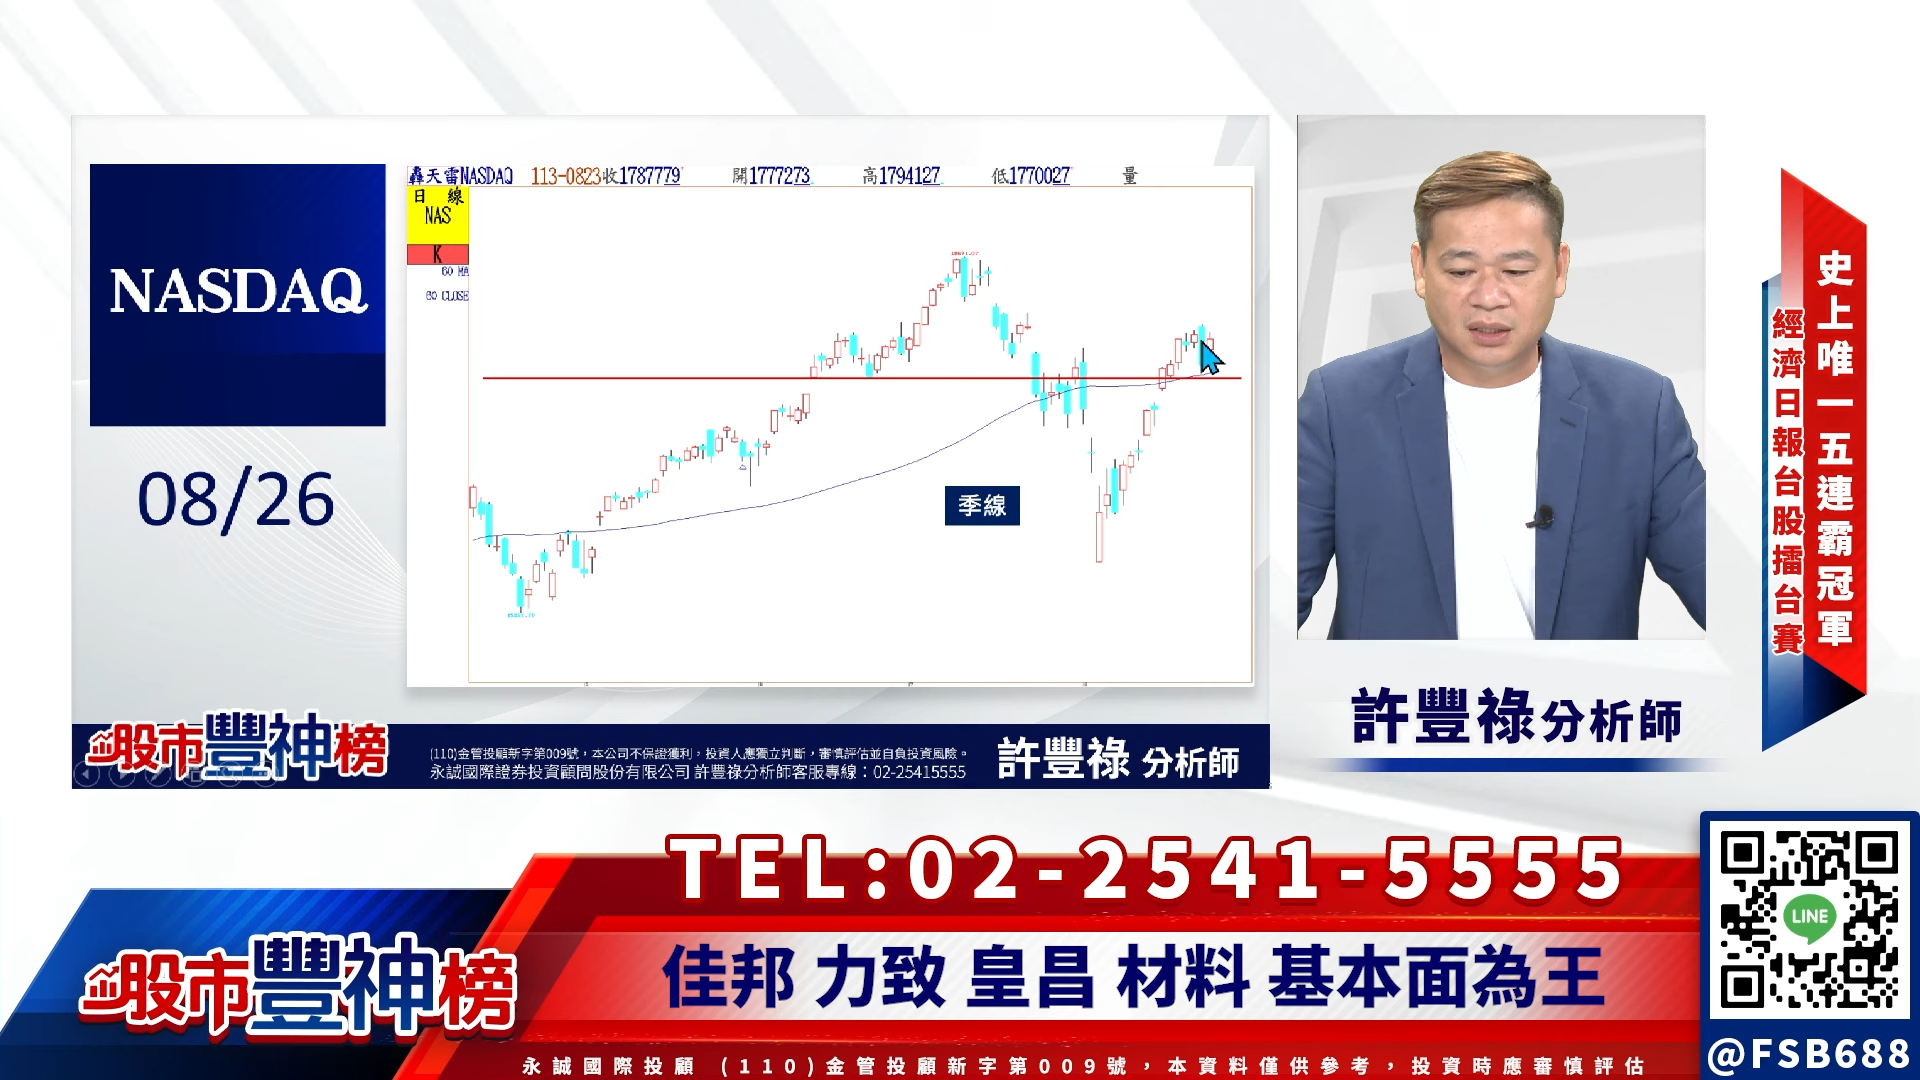 NASDAQ
08/26
轟天雷NASDAQ 113-0823收1787779 開1777273 高1794127 低1770027 量
日 線
NAS
K
60 MA
60 CLOSE
季線
股市豐神榜
(110)金管投顧新字第009號，本公司不保證獲利，投資人應獨立判斷，審慎評估並自負投資風險。
永誠國際證券投資顧問股份有限公司 許豐祿分析師客服專線：02-25415555
許豐祿 分析師
許豐祿分析師
史上唯一五連霸冠軍
經濟日報台股擂台賽
TEL:02-2541-5555
股市豐神榜
佳邦 力致 皇昌 材料 基本面為王
永誠國際投顧 (110)金管投顧新字第009號，本資料僅供參考，投資時應審慎評估
LINE
@FSB688